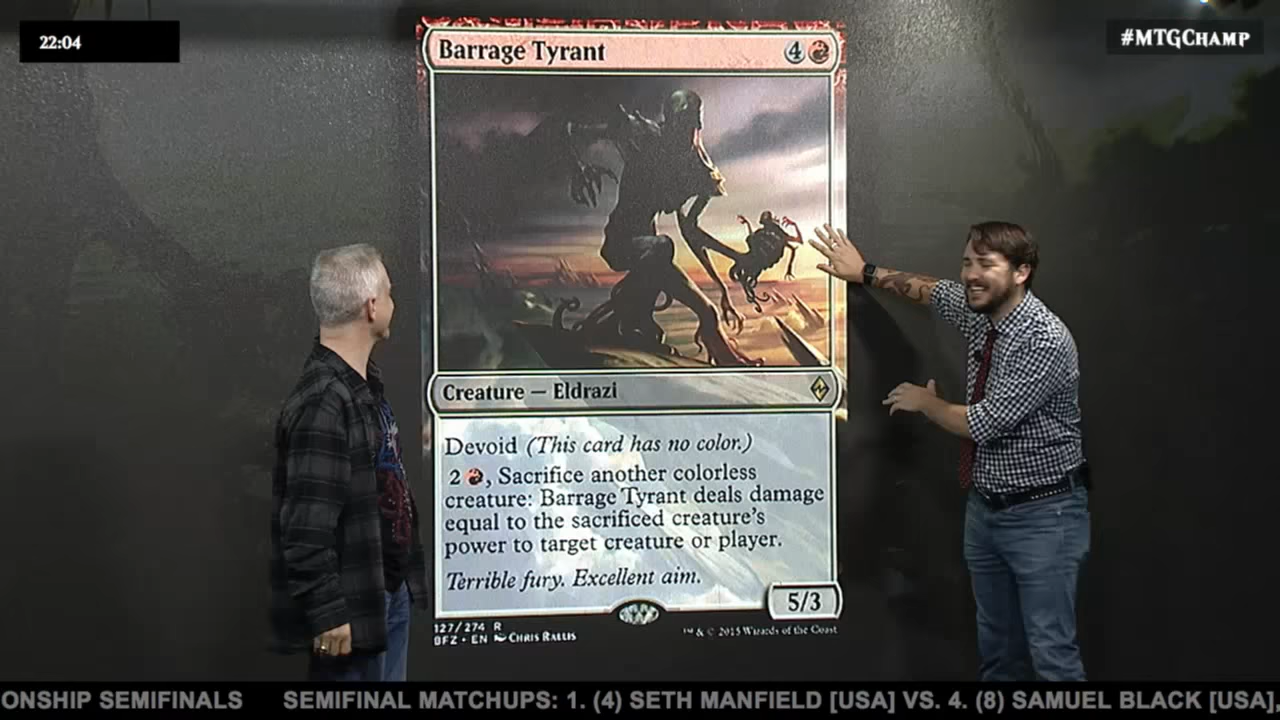 22:04
#MTGCHAMP
Barrage Tyrant 4
Creature — Eldrazi
Devoid (This card has no color.)
2 , Sacrifice another colorless
creature: Barrage Tyrant deals damage
equal to the sacrificed creature's
power to target creature or player.
Terrible fury. Excellent aim.
5/3
127/274 R
BFZ • EN CHRIS RALLIS
™ & © 2015 Wizards of the Coast
ONSHIP SEMIFINALS SEMIFINAL MATCHUPS: 1. (4) SETH MANFIELD [USA] VS. 4. (8) SAMUEL BLACK [USA],